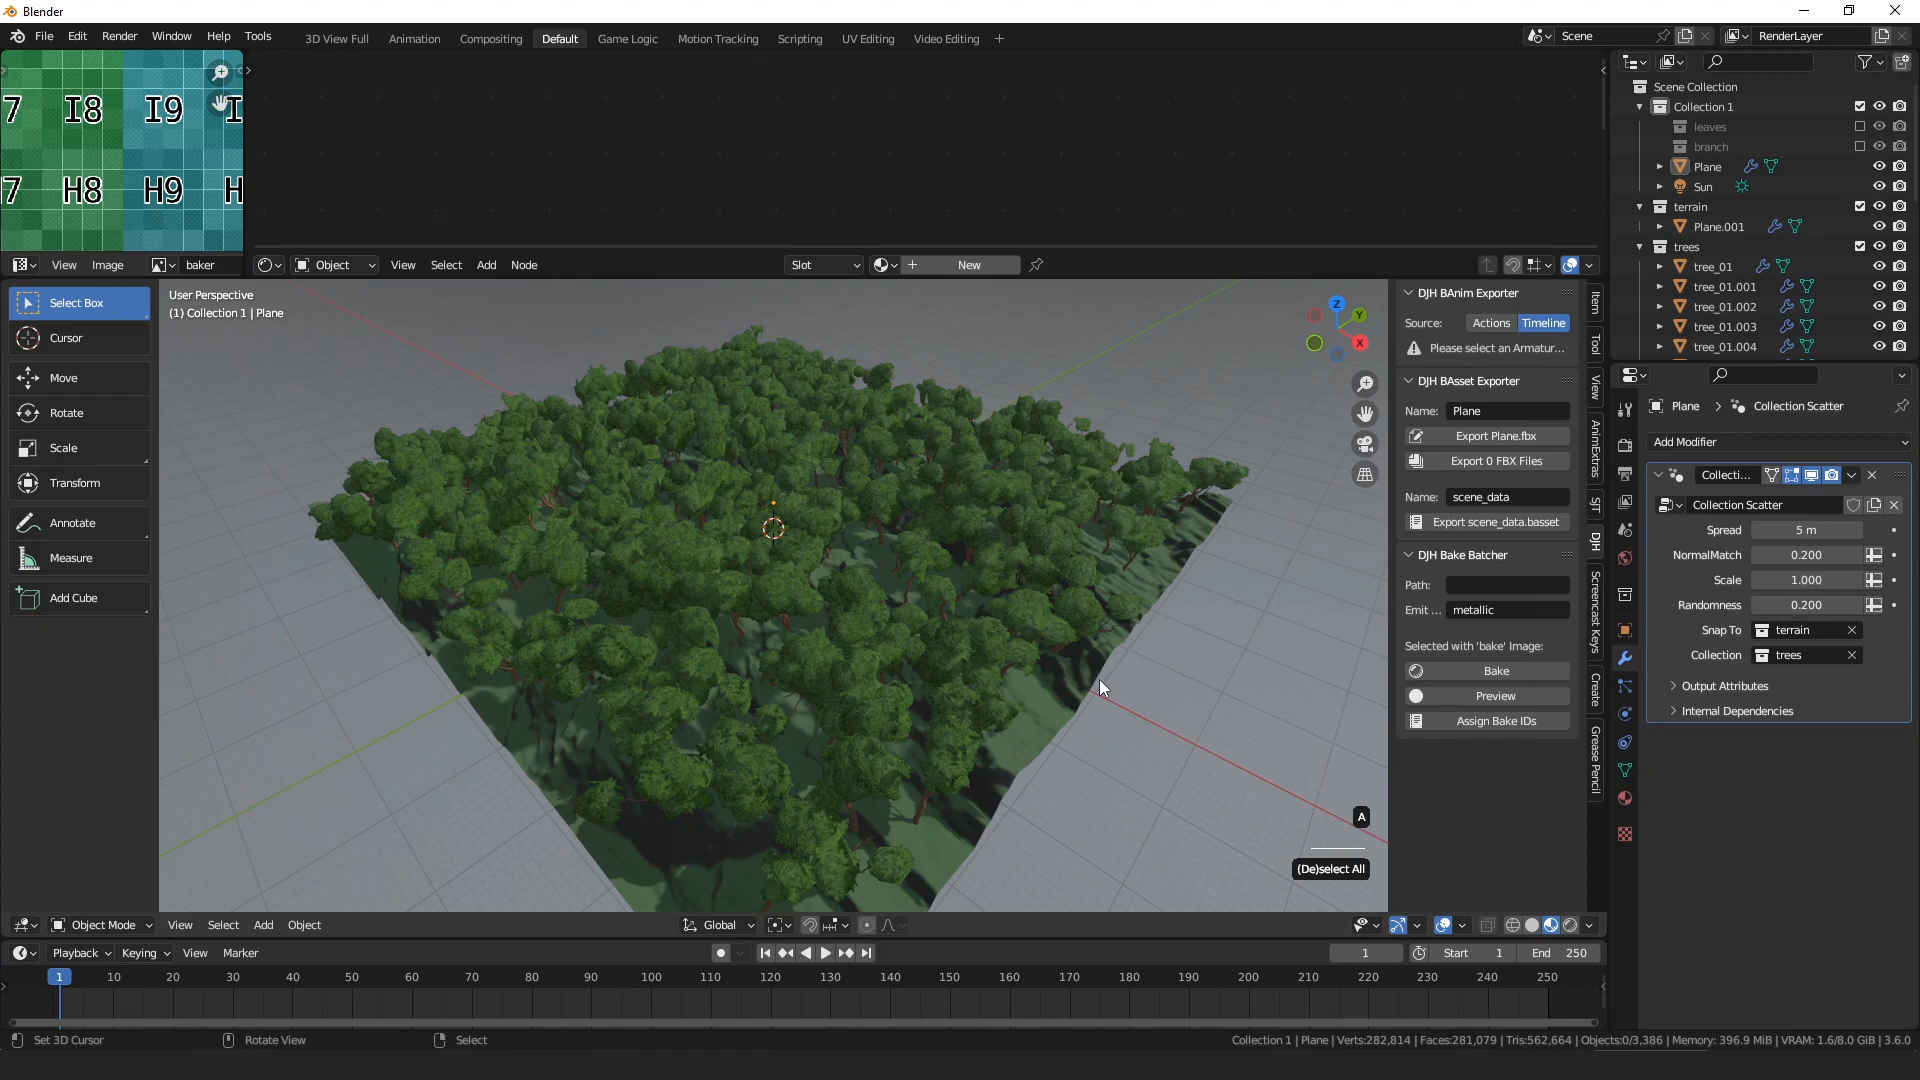 Blender
File Edit Render Window Help Tools
3D View Full Animation Compositing Default Game Logic Motion Tracking Scripting UV Editing Video Editing +
Scene
RenderLayer
7 I8 I9 I
7 H8 H9 H
View Image baker
Object View Select Add Node
Slot
New
Scene Collection
Collection 1
leaves
branch
Plane
Sun
terrain
Plane.001
trees
tree_01
tree_01.001
tree_01.002
tree_01.003
tree_01.004
Select Box
Cursor
Move
Rotate
Scale
Transform
Annotate
Measure
Add Cube
User Perspective
(1) Collection 1 | Plane
Z
Y
X
A
(De)select All
DJH BAnim Exporter
Source: Actions Timeline
Please select an Armatur...
DJH BAsset Exporter
Name: Plane
Export Plane.fbx
Export 0 FBX Files
Name: scene_data
Export scene_data.basset
DJH Bake Batcher
Path:
Emit ... metallic
Selected with 'bake' Image:
Bake
Preview
Assign Bake IDs
Item
Tool
View
AnimExtras
SJT
DJH
Screencast Keys
Create
Grease Pencil
Plane Collection Scatter
Add Modifier
Collecti...
Collection Scatter
Spread 5 m
NormalMatch 0.200
Scale 1.000
Randomness 0.200
Snap To terrain
Collection trees
Output Attributes
Internal Dependencies
Object Mode View Select Add Object
Global
Playback Keying View Marker
1 Start 1 End 250
1 10 20 30 40 50 60 70 80 90 100 110 120 130 140 150 160 170 180 190 200 210 220 230 240 250
Set 3D Cursor Rotate View Select
Collection 1 | Plane | Verts:282,814 | Faces:281,079 | Tris:562,664 | Objects:0/3,386 | Memory: 396.9 MiB | VRAM: 1.6/8.0 GiB | 3.6.0